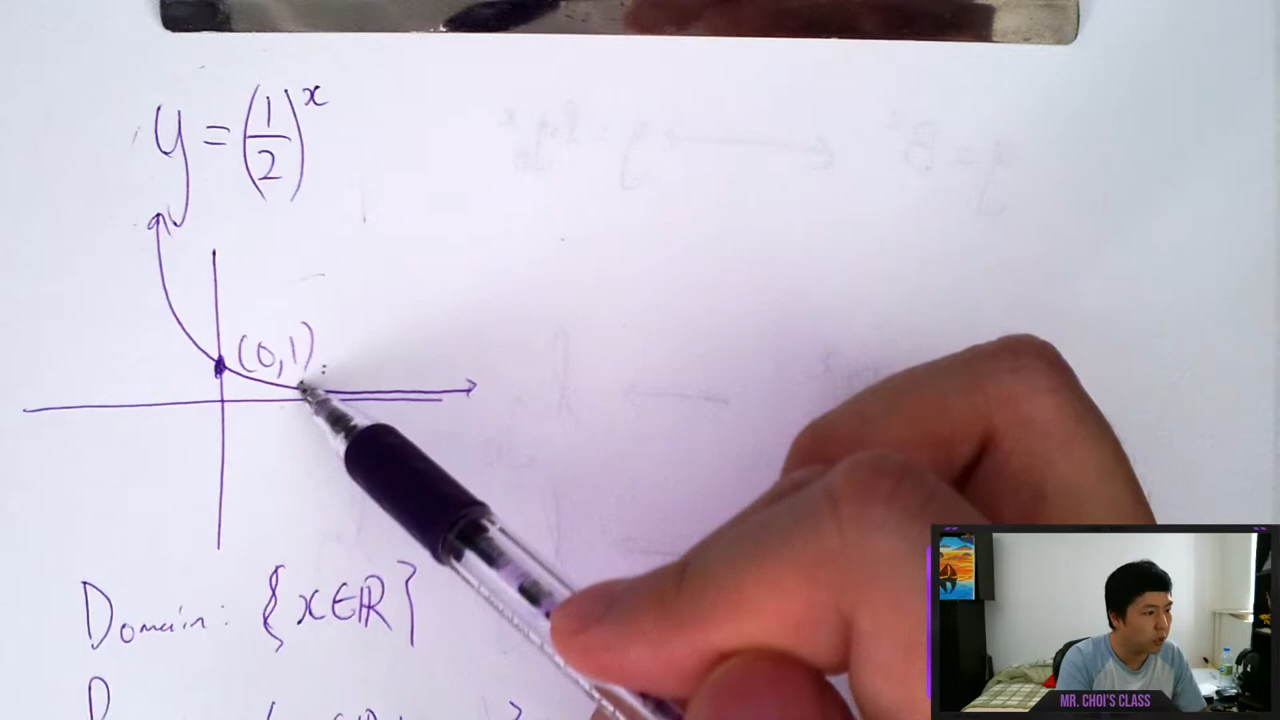 y = (1/2)^x
(0,1)
Domain: {x∈ℝ}
MR. CHOI'S CLASS